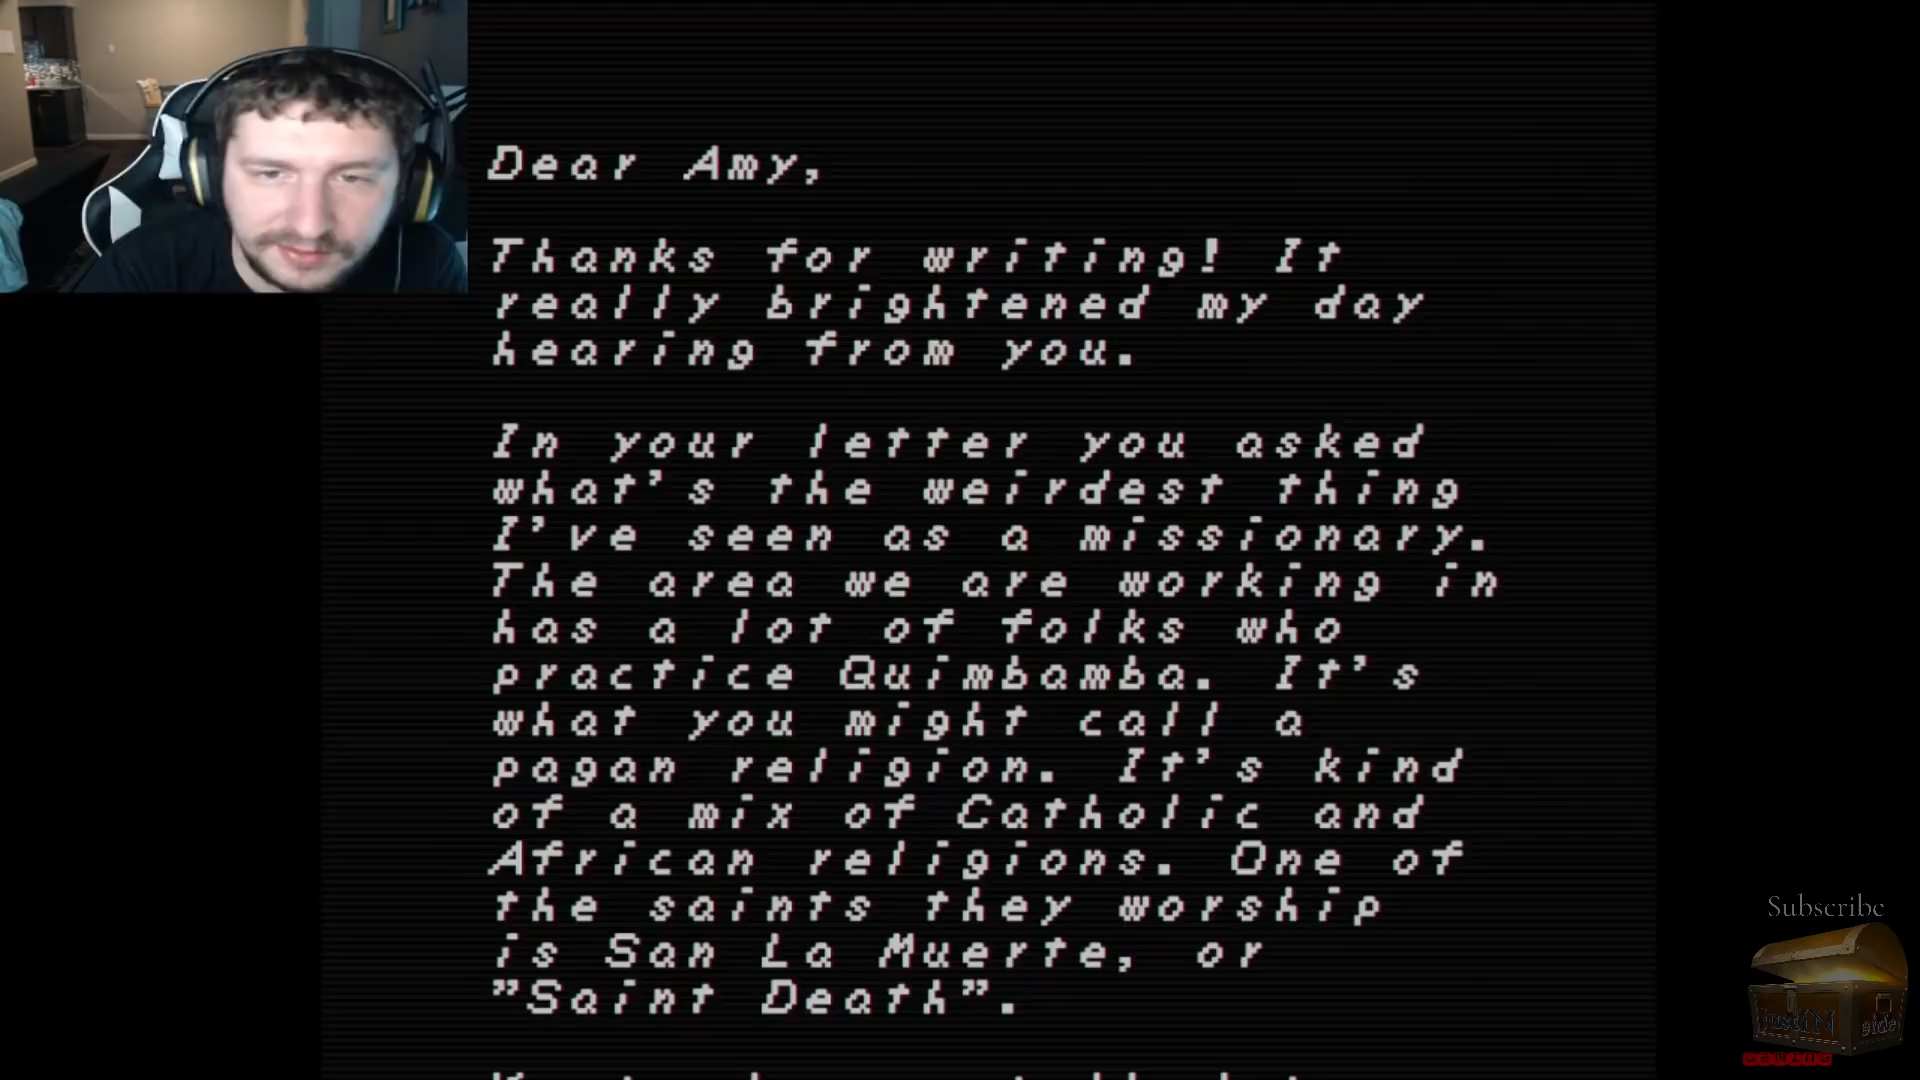 Dear Amy,
Thanks for writing! It
really brightened my day
hearing from you.
In your letter you asked
what's the weirdest thing
I've seen as a missionary.
The area we are working in
has a lot of folks who
practice Quimbamba. It's
what you might call a
pagan religion. It's kind
of a mix of Catholic and
African religions. One of
the saints they worship
is San La Muerte, or
"Saint Death".
Subscribe
JustIN
side
GAMING